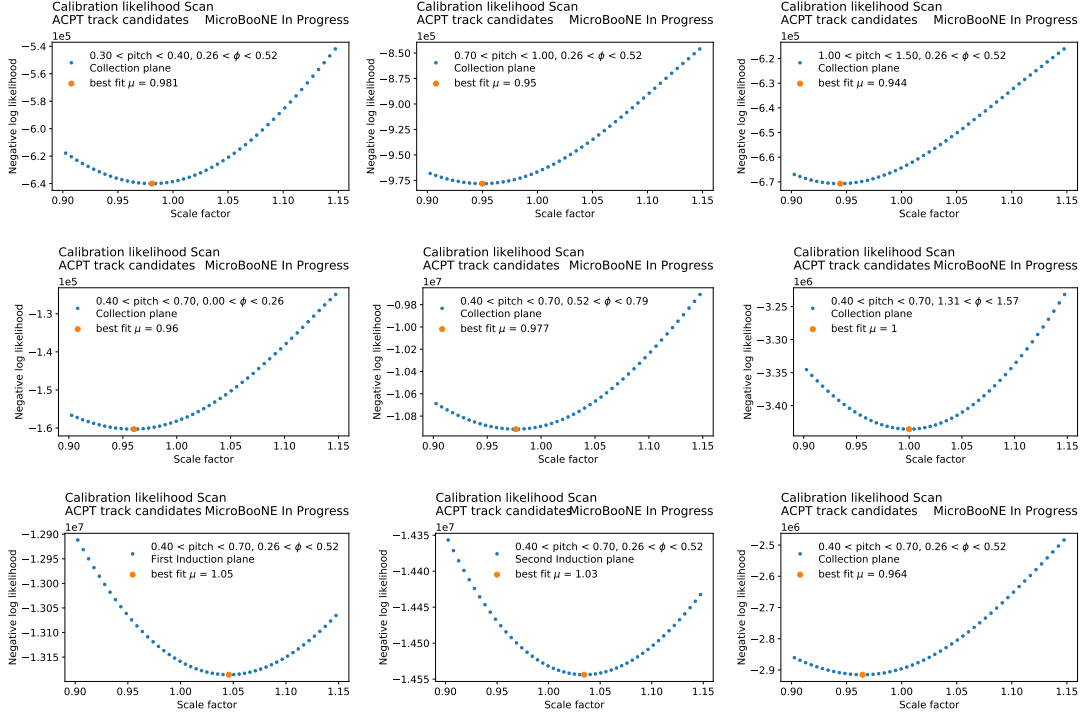 Calibration likelihood Scan
ACPT track candidates MicroBooNE In Progress
1e5
0.30 < pitch < 0.40, 0.26 < ϕ < 0.52
Collection plane
best fit μ = 0.981
Negative log likelihood
−5.4
−5.6
−5.8
−6.0
−6.2
−6.4
0.90 0.95 1.00 1.05 1.10 1.15
Scale factor
Calibration likelihood Scan
ACPT track candidates MicroBooNE In Progress
1e5
0.70 < pitch < 1.00, 0.26 < ϕ < 0.52
Collection plane
best fit μ = 0.95
Negative log likelihood
−8.50
−8.75
−9.00
−9.25
−9.50
−9.75
0.90 0.95 1.00 1.05 1.10 1.15
Scale factor
Calibration likelihood Scan
ACPT track candidates MicroBooNE In Progress
1e5
1.00 < pitch < 1.50, 0.26 < ϕ < 0.52
Collection plane
best fit μ = 0.944
Negative log likelihood
−6.2
−6.3
−6.4
−6.5
−6.6
−6.7
0.90 0.95 1.00 1.05 1.10 1.15
Scale factor
Calibration likelihood Scan
ACPT track candidates MicroBooNE In Progress
1e5
0.40 < pitch < 0.70, 0.00 < ϕ < 0.26
Collection plane
best fit μ = 0.96
Negative log likelihood
−1.3
−1.4
−1.5
−1.6
0.90 0.95 1.00 1.05 1.10 1.15
Scale factor
Calibration likelihood Scan
ACPT track candidates MicroBooNE In Progress
1e7
0.40 < pitch < 0.70, 0.52 < ϕ < 0.79
Collection plane
best fit μ = 0.977
Negative log likelihood
−0.98
−1.00
−1.02
−1.04
−1.06
−1.08
0.90 0.95 1.00 1.05 1.10 1.15
Scale factor
Calibration likelihood Scan
ACPT track candidates MicroBooNE In Progress
1e6
0.40 < pitch < 0.70, 1.31 < ϕ < 1.57
Collection plane
best fit μ = 1
Negative log likelihood
−3.25
−3.30
−3.35
−3.40
0.90 0.95 1.00 1.05 1.10 1.15
Scale factor
Calibration likelihood Scan
ACPT track candidates MicroBooNE In Progress
1e7
0.40 < pitch < 0.70, 0.26 < ϕ < 0.52
First Induction plane
best fit μ = 1.05
Negative log likelihood
−1.290
−1.295
−1.300
−1.305
−1.310
−1.315
0.90 0.95 1.00 1.05 1.10 1.15
Scale factor
Calibration likelihood Scan
ACPT track candidates MicroBooNE In Progress
1e7
0.40 < pitch < 0.70, 0.26 < ϕ < 0.52
Second Induction plane
best fit μ = 1.03
Negative log likelihood
−1.435
−1.440
−1.445
−1.450
−1.455
0.90 0.95 1.00 1.05 1.10 1.15
Scale factor
Calibration likelihood Scan
ACPT track candidates MicroBooNE In Progress
1e6
0.40 < pitch < 0.70, 0.26 < ϕ < 0.52
Collection plane
best fit μ = 0.964
Negative log likelihood
−2.5
−2.6
−2.7
−2.8
−2.9
0.90 0.95 1.00 1.05 1.10 1.15
Scale factor